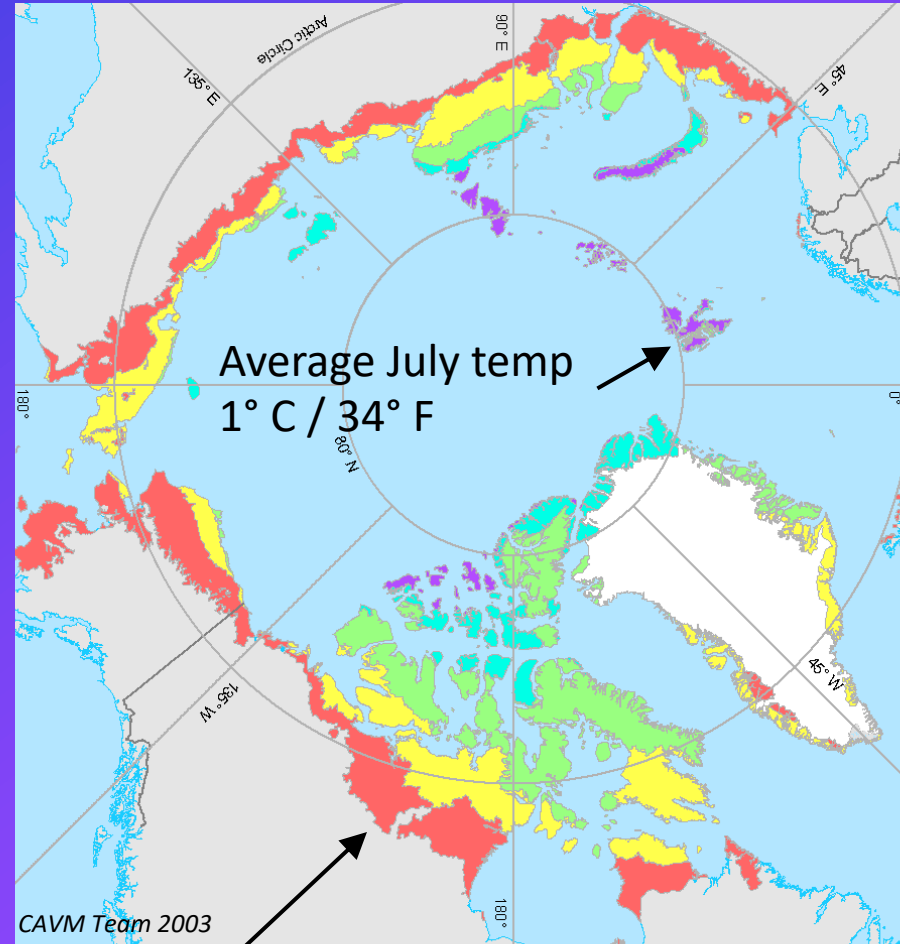 Arctic Circle
90° E
135° E
45° E
Average July temp
1° C / 34° F
180°
0°
80° N
45° W
135° W
180°
CAVM Team 2003